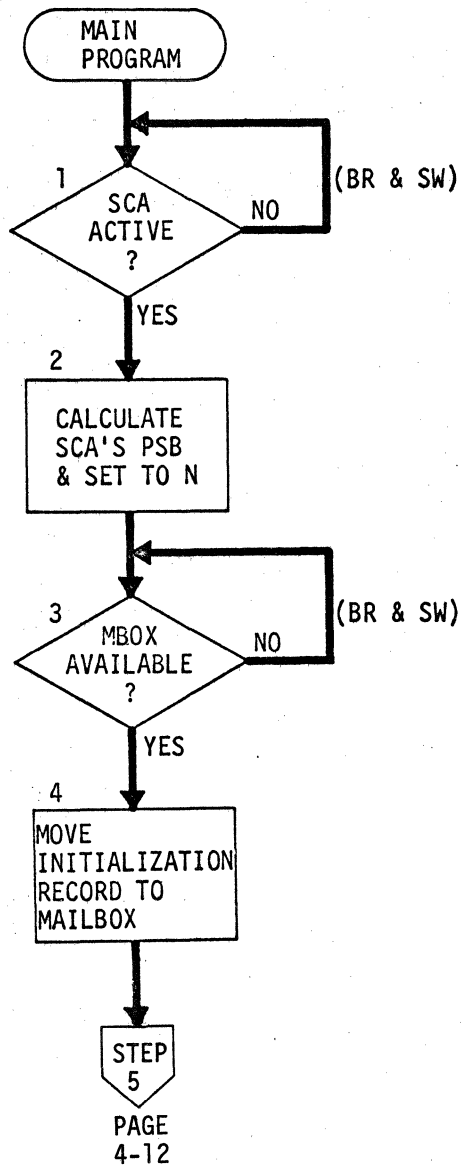 MAIN
PROGRAM
1
SCA
ACTIVE
?
NO
(BR & SW)
YES
2
CALCULATE
SCA'S PSB
& SET TO N
3
MBOX
AVAILABLE
?
NO
(BR & SW)
YES
4
MOVE
INITIALIZATION
RECORD TO
MAILBOX
STEP
5
PAGE
4-12